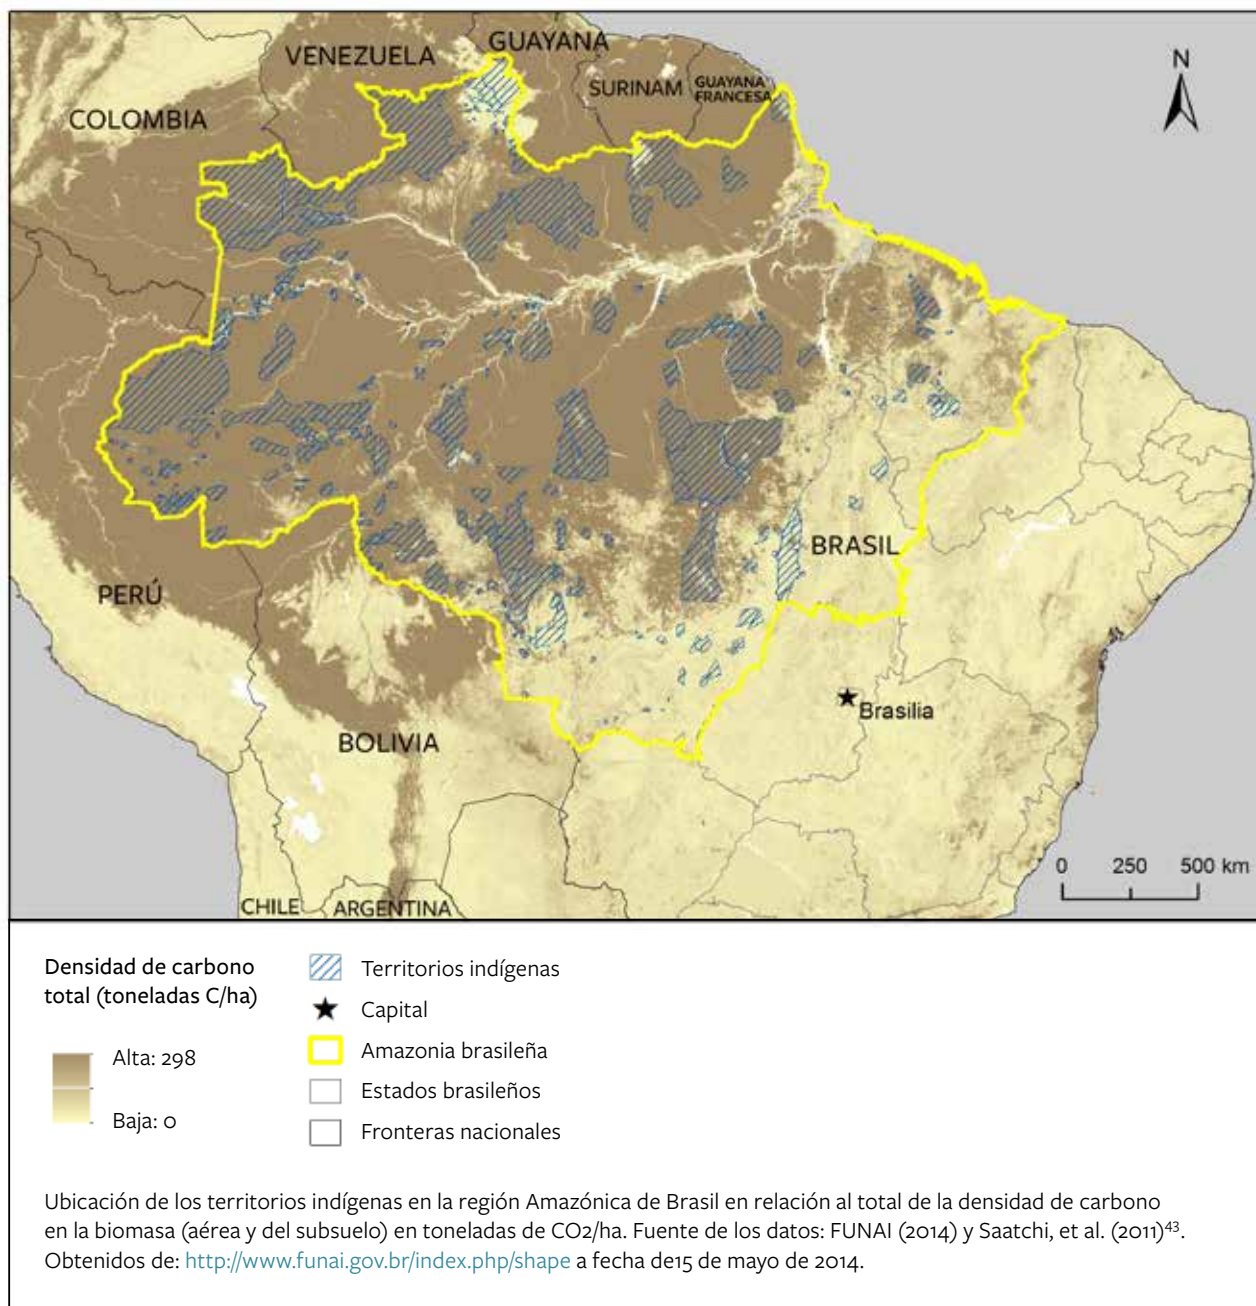 VENEZUELA
GUAYANA
SURINAM
GUAYANA
FRANCESA
COLOMBIA
N
BRASIL
PERÚ
Brasilia
BOLIVIA
CHILE
ARGENTINA
0 250 500 km
Densidad de carbono
total (toneladas C/ha)
Alta: 298
Baja: 0
Territorios indígenas
Capital
Amazonia brasileña
Estados brasileños
Fronteras nacionales
Ubicación de los territorios indígenas en la región Amazónica de Brasil en relación al total de la densidad de carbono
en la biomasa (aérea y del subsuelo) en toneladas de CO2/ha. Fuente de los datos: FUNAI (2014) y Saatchi, et al. (2011)⁴³.
Obtenidos de: http://www.funai.gov.br/index.php/shape a fecha de15 de mayo de 2014.